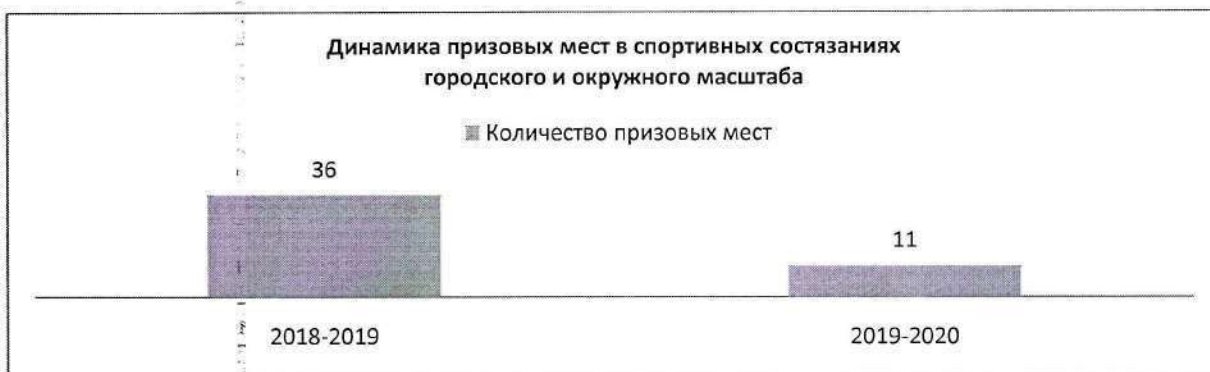 Динамика призовых мест в спортивных состязаниях
городского и окружного масштаба
Количество призовых мест
36
11
2018-2019
2019-2020